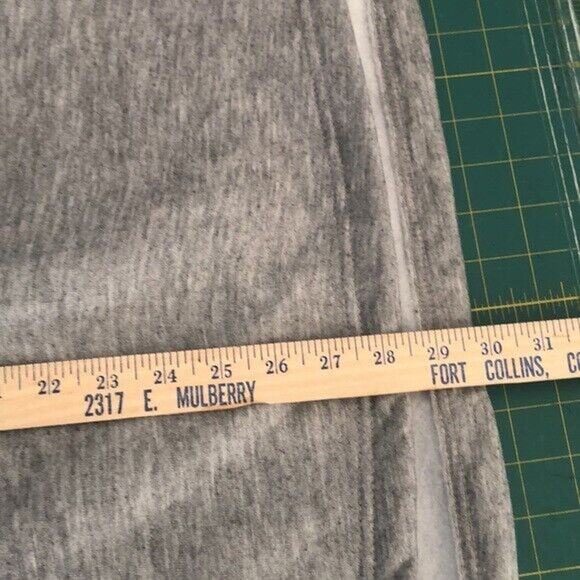 22 23 24 25 26 27 28 29 30 31
2317 E. MULBERRY FORT COLLINS,